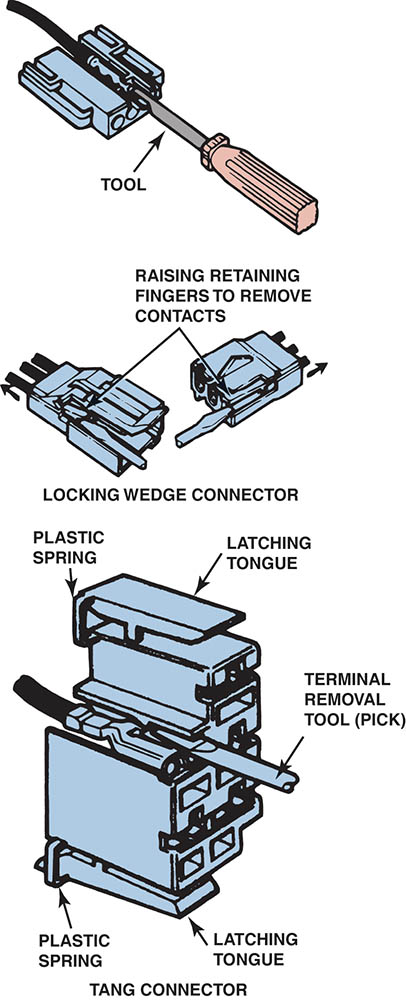 TOOL
RAISING RETAINING
FINGERS TO REMOVE
CONTACTS
LOCKING WEDGE CONNECTOR
PLASTIC
SPRING
LATCHING
TONGUE
TERMINAL
REMOVAL
TOOL (PICK)
PLASTIC
SPRING
LATCHING
TONGUE
TANG CONNECTOR